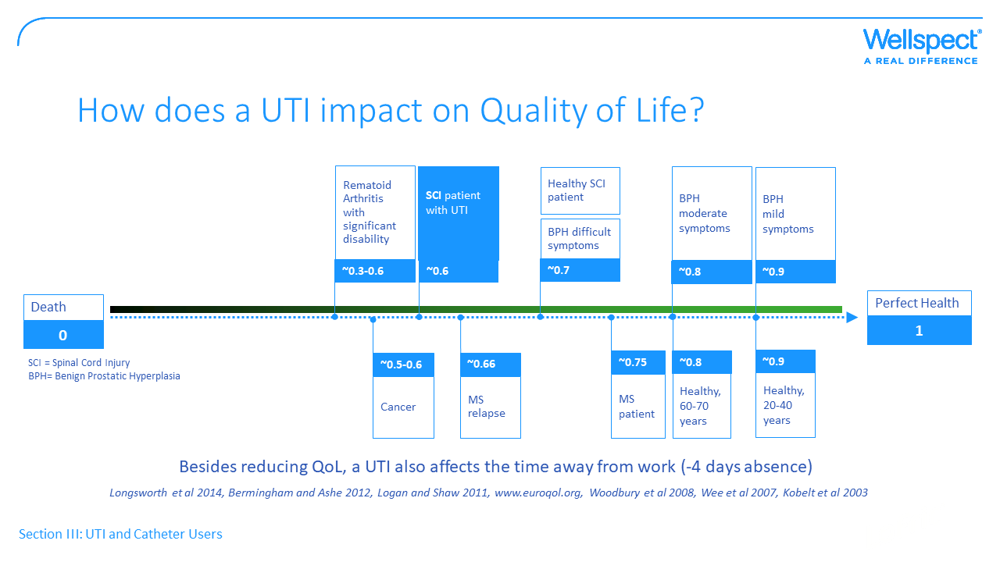 Wellspect®
A REAL DIFFERENCE
How does a UTI impact on Quality of Life?
Rematoid
Arthritis
with
significant
disability
~0.3-0.6
SCI patient
with UTI
~0.6
Healthy SCI
patient
BPH difficult
symptoms
~0.7
BPH
moderate
symptoms
~0.8
BPH
mild
symptoms
~0.9
Death
0
Perfect Health
1
SCI = Spinal Cord Injury
BPH= Benign Prostatic Hyperplasia
~0.5-0.6
Cancer
~0.66
MS
relapse
~0.75
MS
patient
~0.8
Healthy,
60-70
years
~0.9
Healthy,
20-40
years
Besides reducing QoL, a UTI also affects the time away from work (-4 days absence)
Longsworth et al 2014, Bermingham and Ashe 2012, Logan and Shaw 2011, www.euroqol.org, Woodbury et al 2008, Wee et al 2007, Kobelt et al 2003
Section III: UTI and Catheter Users